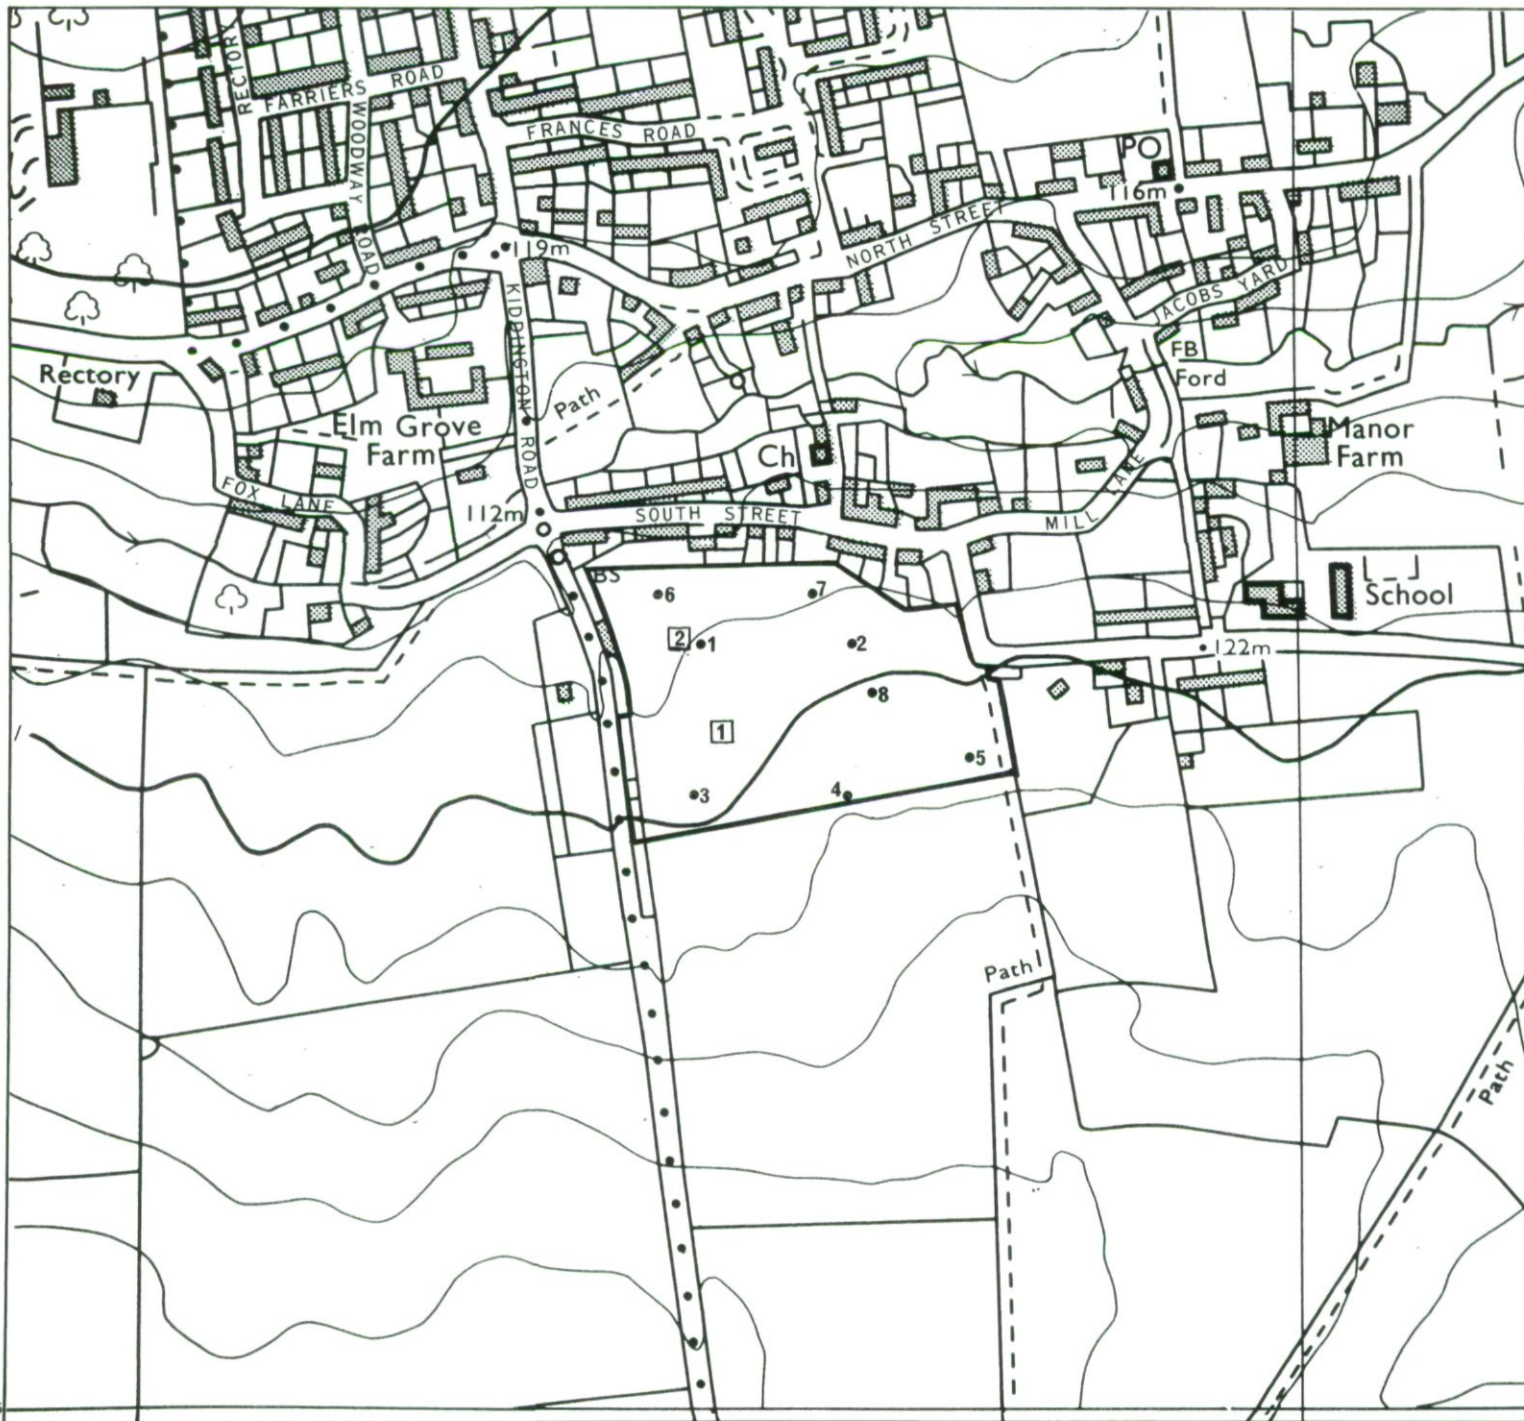 RECTORY
FARRIERS ROAD
WOODWAY ROAD
FRANCES ROAD
PO
116m
119m
NORTH STREET
JACOBS YARD
KIDDINGTON ROAD
FB
Ford
Rectory
Path
Elm Grove
Farm
Manor
Farm
Ch
FOX LANE
112m
SOUTH STREET
MILL LANE
BS
6
7
School
2
1
2
122m
8
1
5
3
4
Path
Path